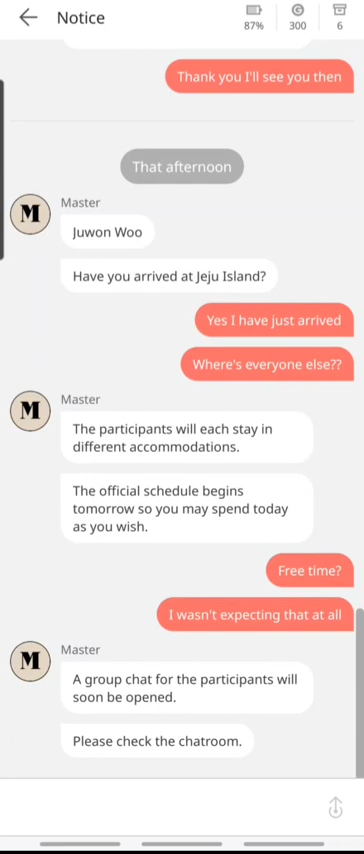 Notice
87%
300
6
Thank you I'll see you then
That afternoon
Master
M
Juwon Woo
Have you arrived at Jeju Island?
Yes I have just arrived
Where's everyone else??
Master
M
The participants will each stay in
different accommodations.
The official schedule begins
tomorrow so you may spend today
as you wish.
Free time?
I wasn't expecting that at all
Master
M
A group chat for the participants will
soon be opened.
Please check the chatroom.